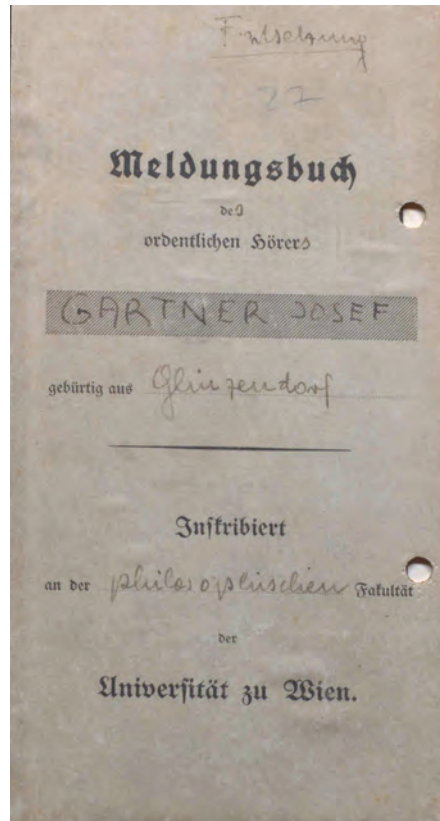 Fortsetzung
27
Meldungsbuch
des
ordentlichen Hörers
GARTNER JOSEF
gebürtig aus Glinzendorf
Inskribiert
an der philosophischen Fakultät
der
Universität zu Wien.